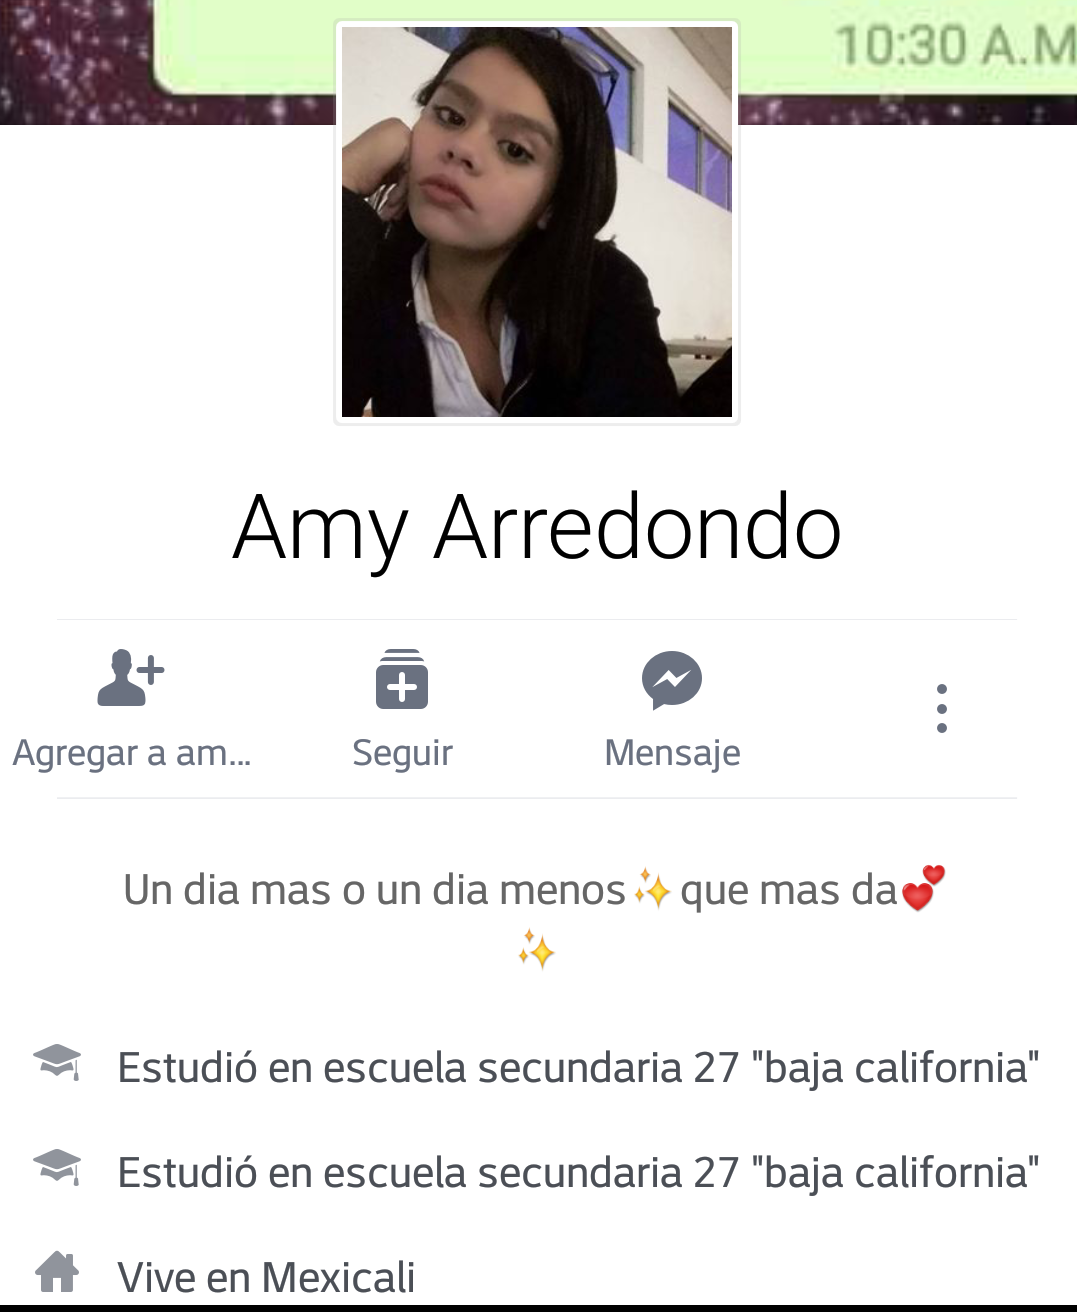 10:30 A.M
Amy Arredondo
Agregar a am...
Seguir
Mensaje
Un dia mas o un dia menos✨que mas da💕
✨
Estudió en escuela secundaria 27 "baja california"
Estudió en escuela secundaria 27 "baja california"
Vive en Mexicali